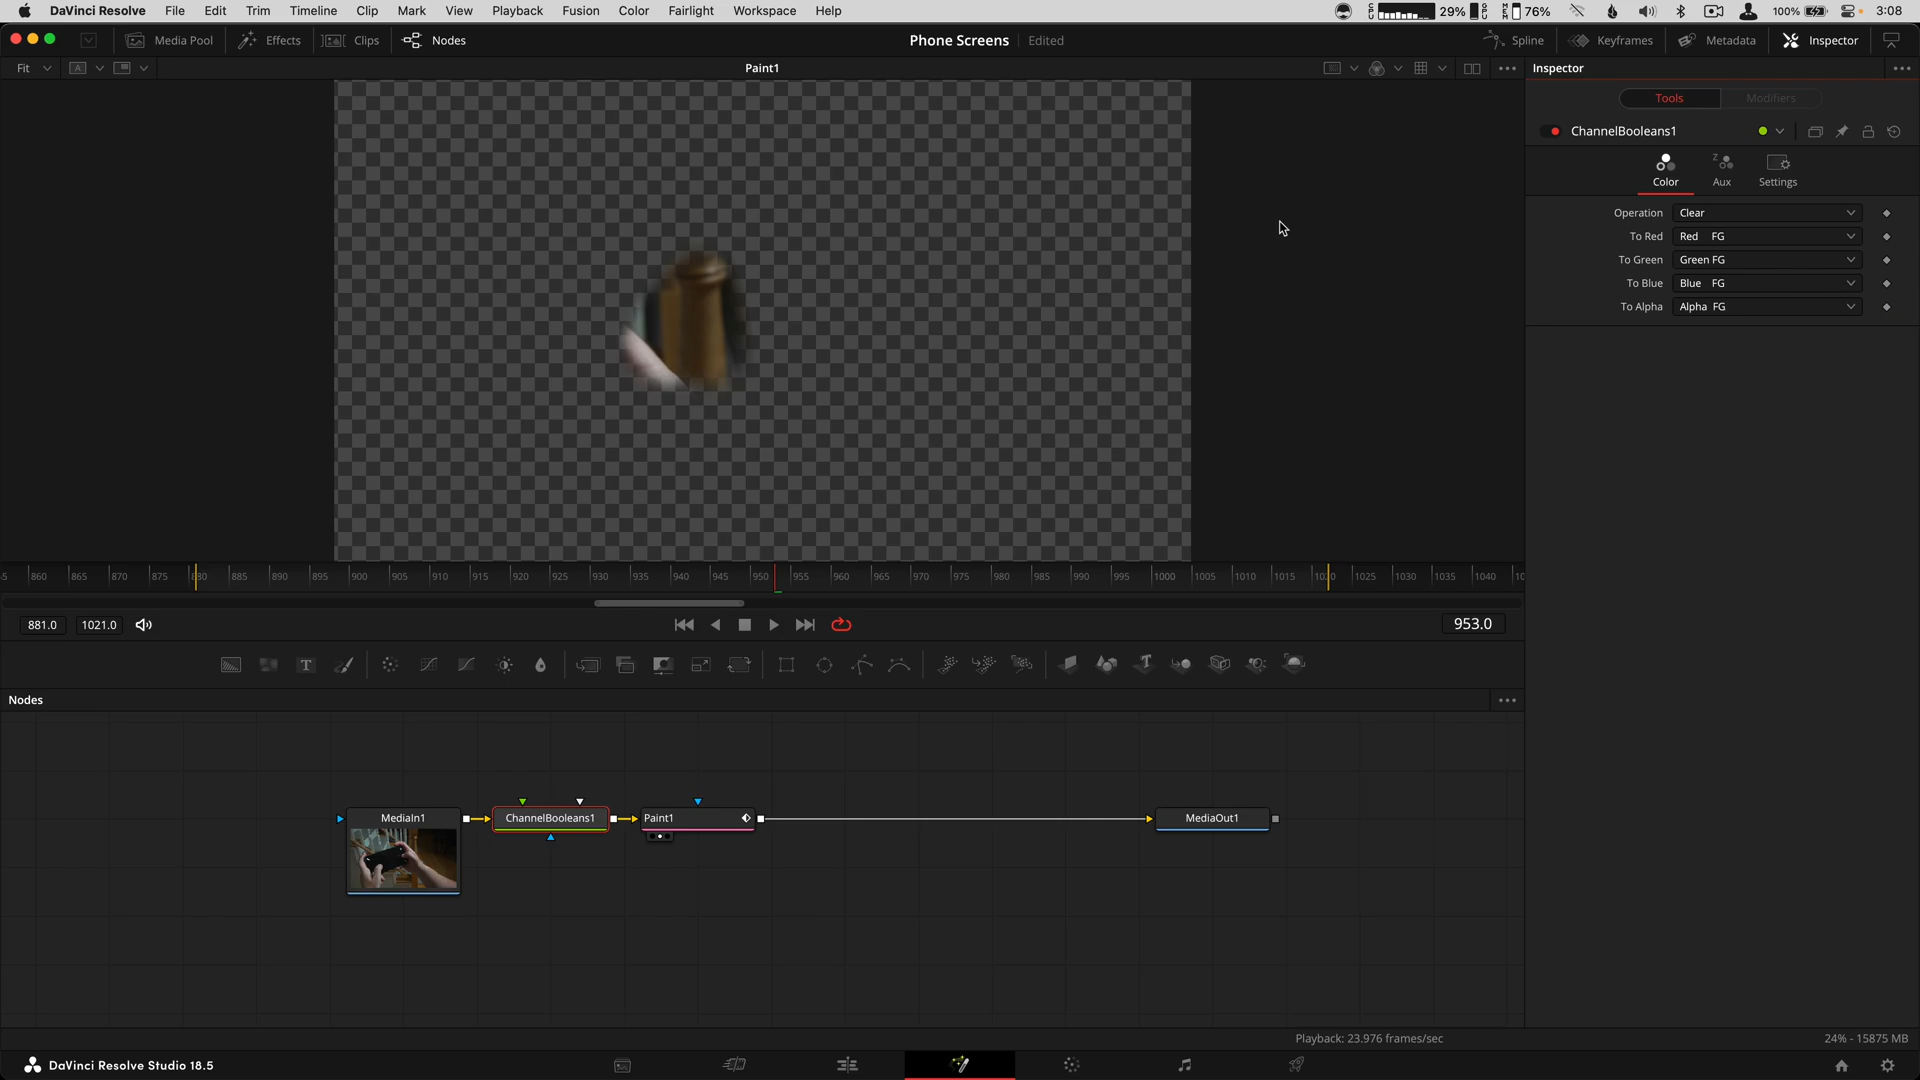 DaVinci Resolve File Edit Trim Timeline Clip Mark View Playback Fusion Color Fairlight Workspace Help 29% 76% 100% 3:08
Media Pool Effects Clips Nodes Phone Screens Edited Spline Keyframes Metadata Inspector
Fit A Paint1 Inspector
Tools Modifiers
ChannelBooleans1
Color Aux Settings
Operation Clear
To Red Red FG
To Green Green FG
To Blue Blue FG
To Alpha Alpha FG
860 865 870 875 880 885 890 895 900 905 910 915 920 925 930 935 940 945 950 955 960 965 970 975 980 985 990 995 1000 1005 1010 1015 1025 1030 1035 1040
881.0 1021.0 953.0
Nodes
MediaIn1 ChannelBooleans1 Paint1 MediaOut1
Playback: 23.976 frames/sec 24% - 15875 MB
DaVinci Resolve Studio 18.5